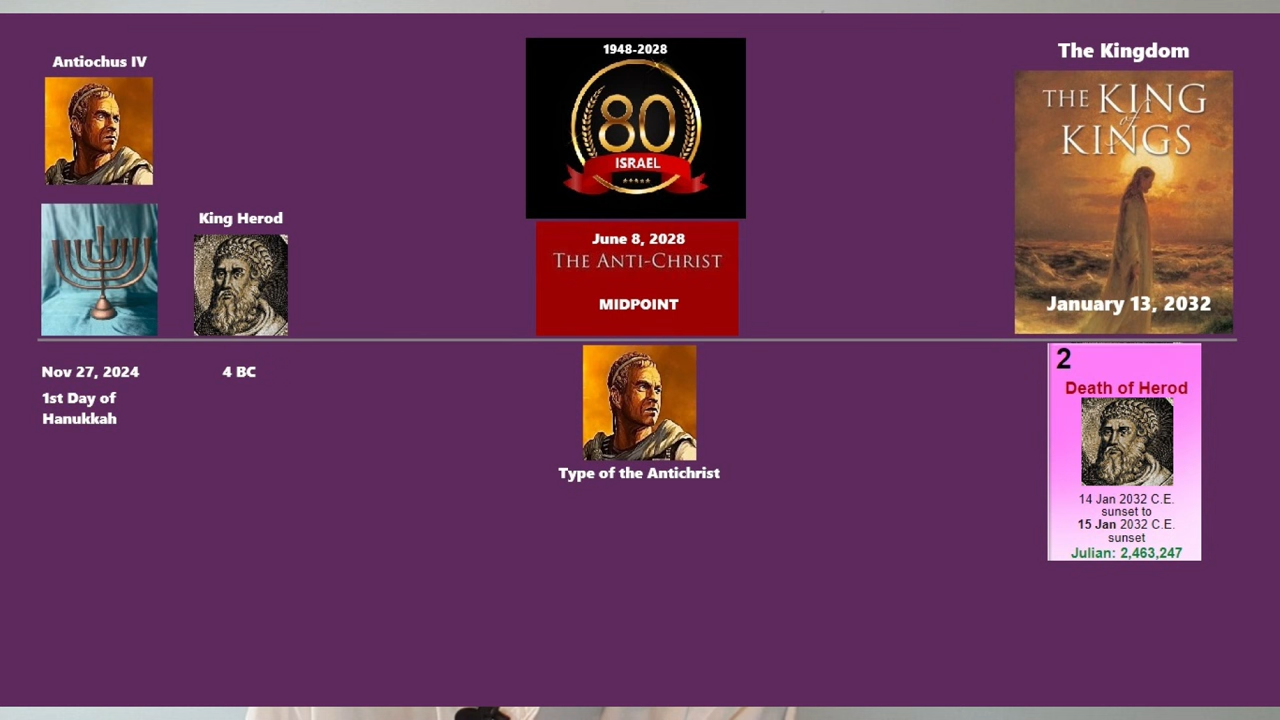 Antiochus IV
King Herod
Nov 27, 2024
1st Day of
Hanukkah
4 BC
1948-2028
80
ISRAEL
June 8, 2028
THE ANTI-CHRIST
MIDPOINT
Type of the Antichrist
The Kingdom
THE KING
of
KINGS
January 13, 2032
2
Death of Herod
14 Jan 2032 C.E.
sunset to
15 Jan 2032 C.E.
sunset
Julian: 2,463,247